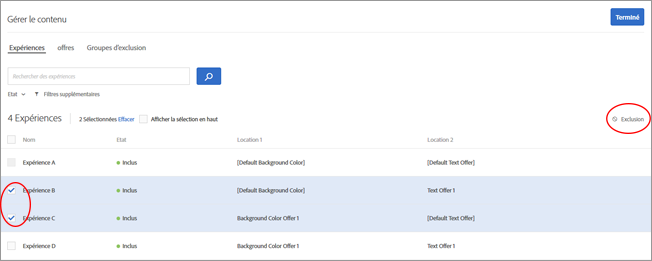 Gérer le contenu
Terminé
Expériences offres Groupes d'exclusion
Rechercher des expériences
Etat Filtres supplémentaires
4 Expériences 2 Sélectionnées Effacer Afficher la sélection en haut Exclusion
Nom Etat Location 1 Location 2
Expérience A Inclus [Default Background Color] [Default Text Offer]
Expérience B Inclus [Default Background Color] Text Offer 1
Expérience C Inclus Background Color Offer 1 [Default Text Offer]
Expérience D Inclus Background Color Offer 1 Text Offer 1